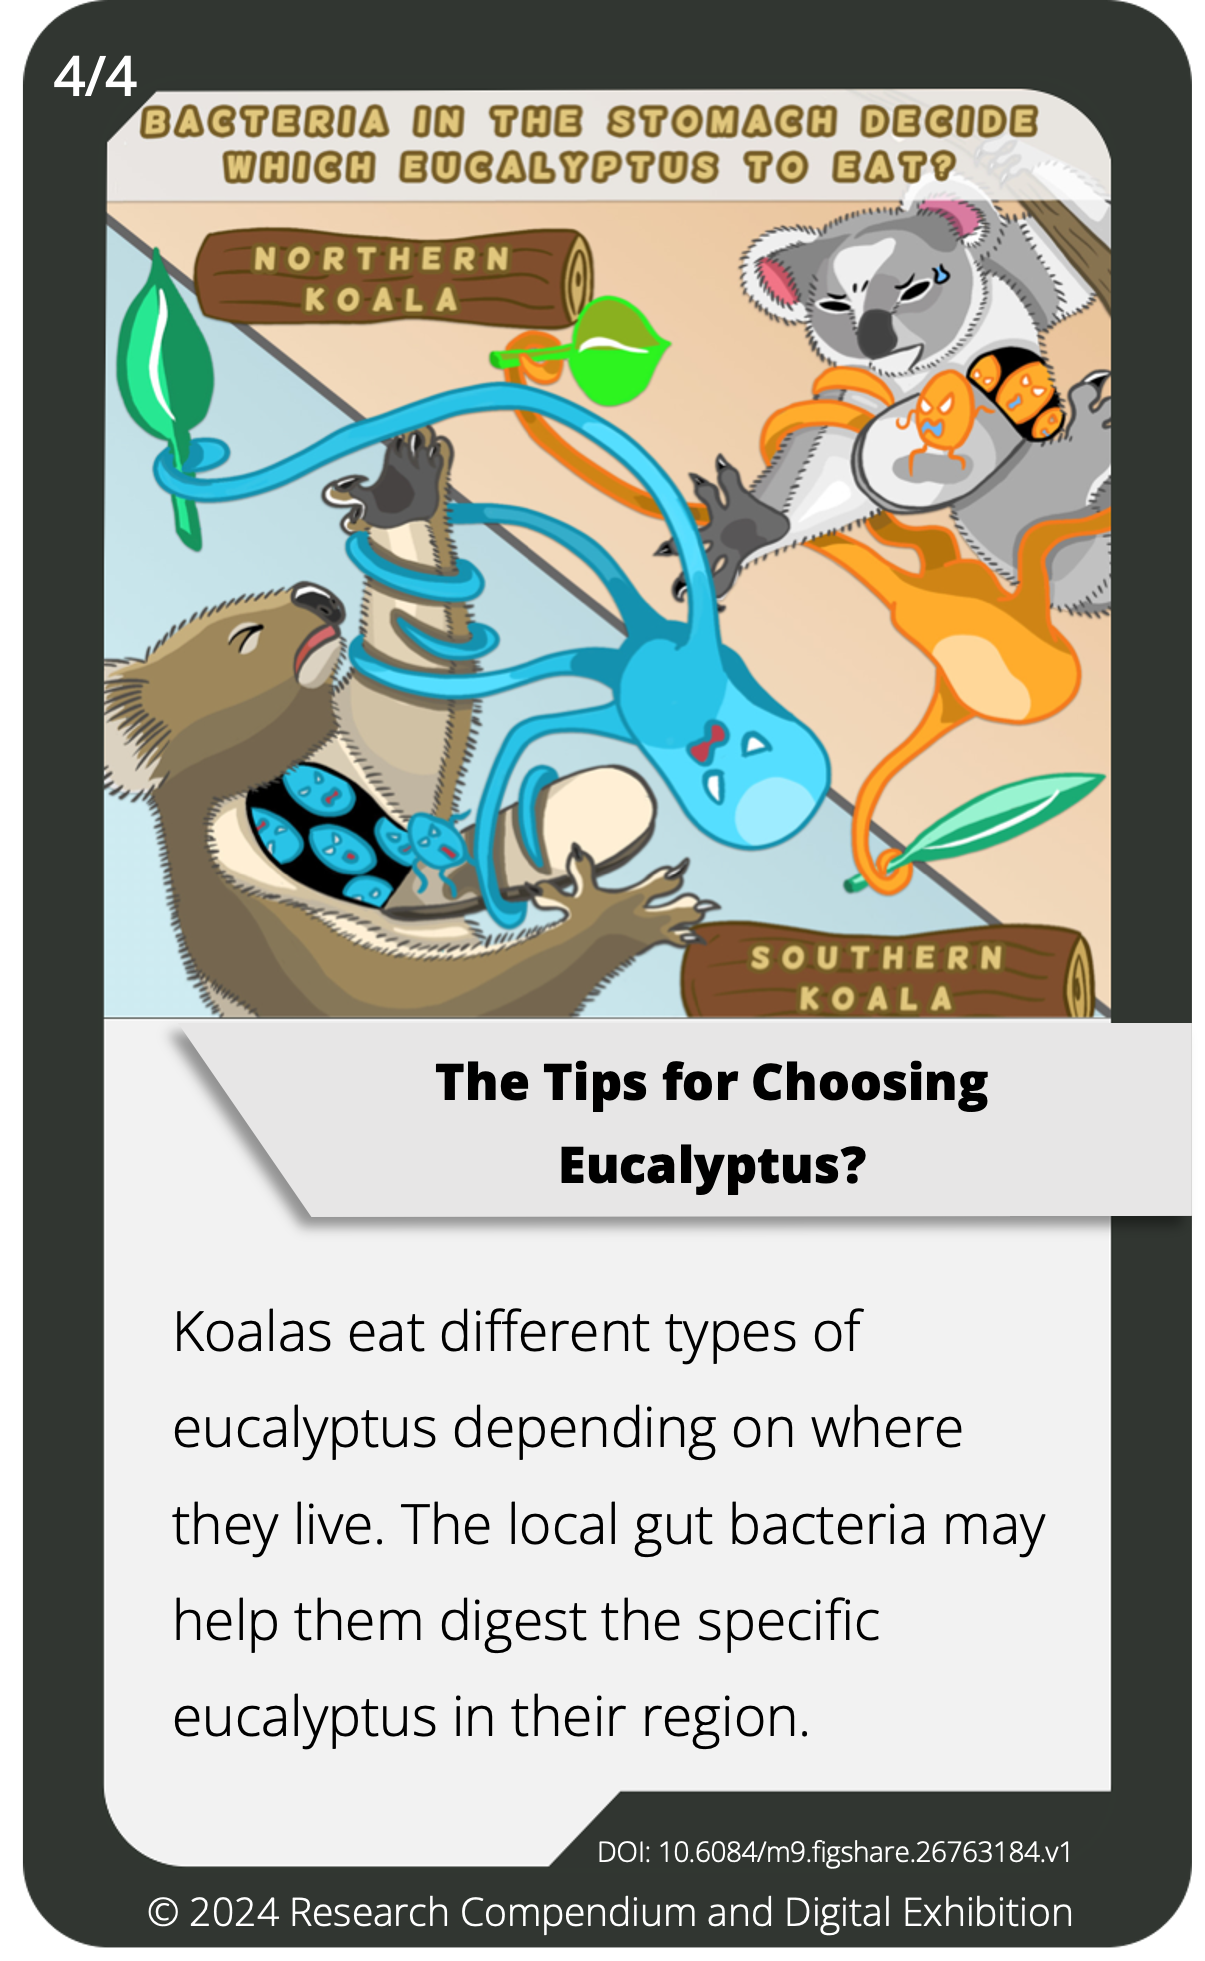 4/4
BACTERIA IN THE STOMACH DECIDE
WHICH EUCALYPTUS TO EAT?
NORTHERN
KOALA
SOUTHERN
KOALA
The Tips for Choosing
Eucalyptus?
Koalas eat different types of
eucalyptus depending on where
they live. The local gut bacteria may
help them digest the specific
eucalyptus in their region.
DOI: 10.6084/m9.figshare.26763184.v1
© 2024 Research Compendium and Digital Exhibition